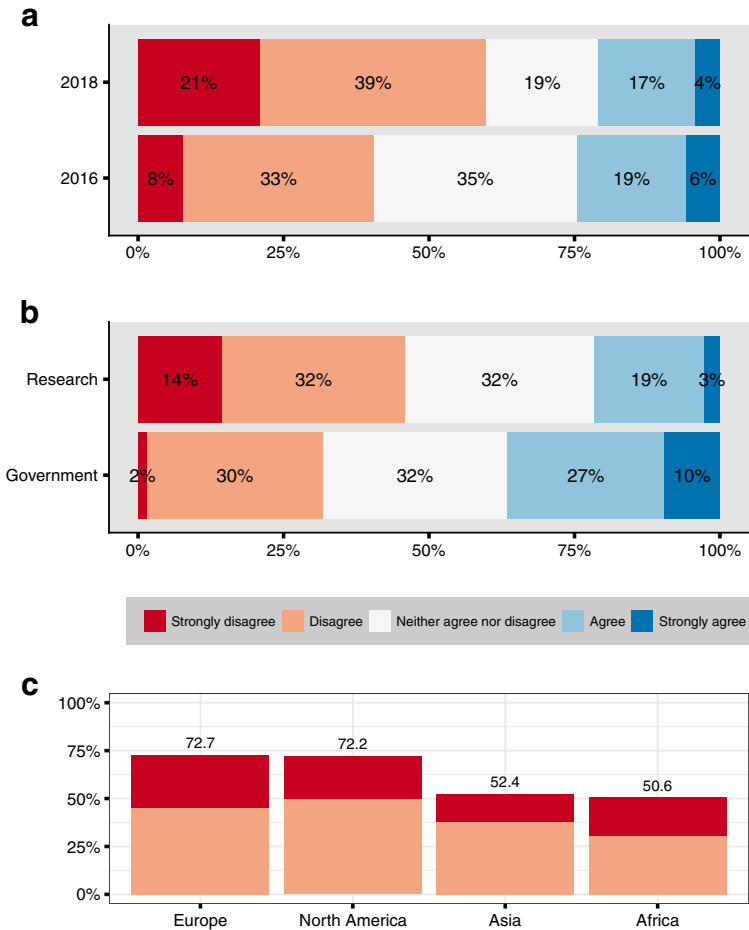 a
2018 21% 39% 19% 17% 4%
2016 8% 33% 35% 19% 6%
0% 25% 50% 75% 100%
b
Research 14% 32% 32% 19% 3%
Government 2% 30% 32% 27% 10%
0% 25% 50% 75% 100%
Strongly disagree Disagree Neither agree nor disagree Agree Strongly agree
c
100%
72.7 72.2 52.4 50.6
75%
50%
25%
0%
Europe North America Asia Africa